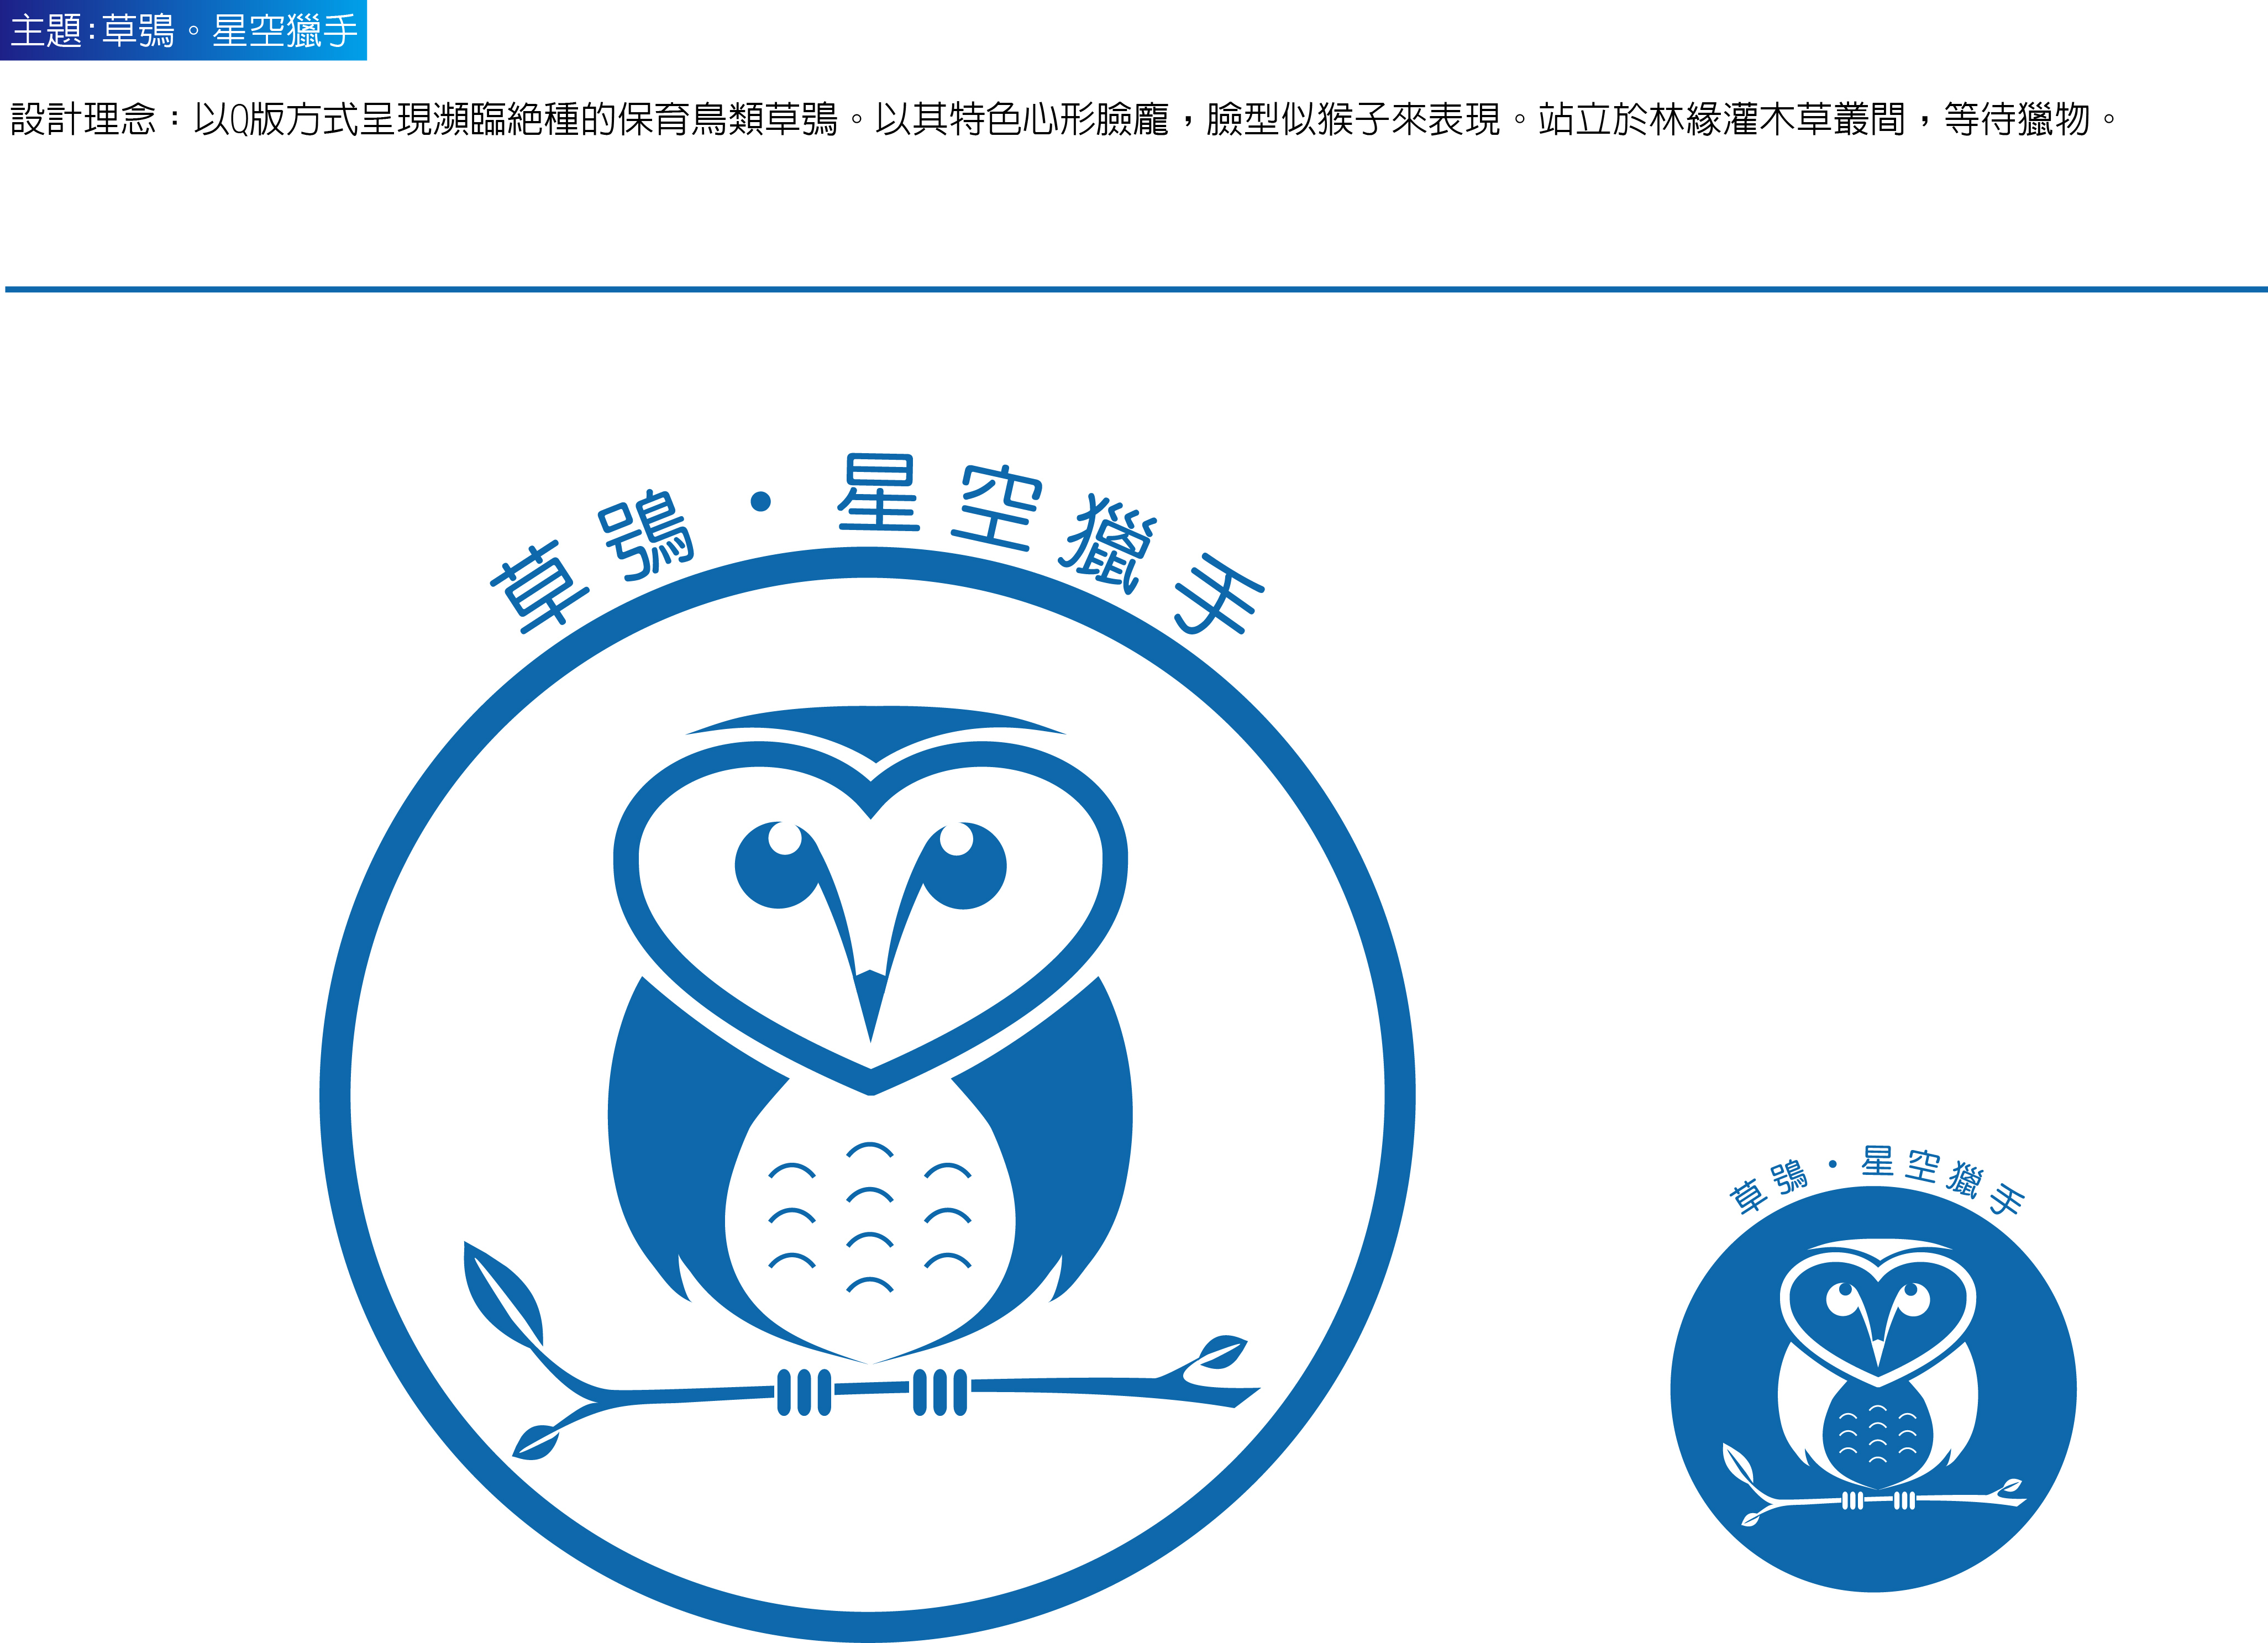 主題:草鴞。星空獵手
設計理念：以Q版方式呈現瀕臨絕種的保育鳥類草鴞。以其特色心形臉龐，臉型似猴子來表現。站立於林緣灌木草叢間，等待獵物。
草鴞・星空獵手
草鴞・星空獵手